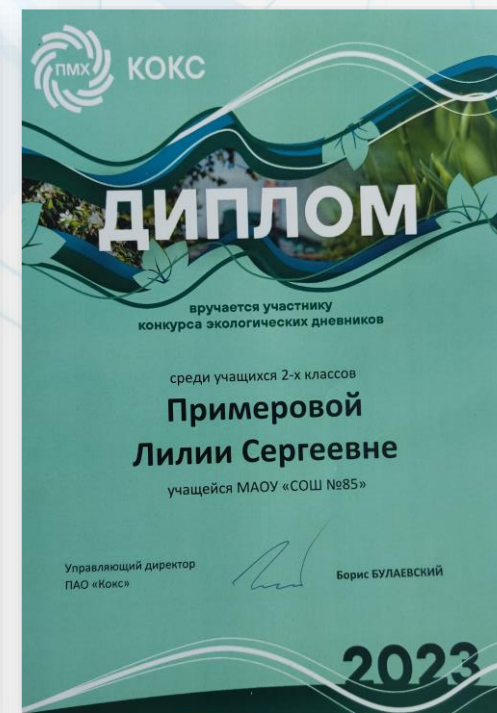 ПМХ КОКС
ДИПЛОМ
вручается участнику
конкурса экологических дневников
среди учащихся 2-х классов
Примеровой
Лилии Сергеевне
учащейся МАОУ «СОШ №85»
Управляющий директор
ПАО «Кокс»
Борис БУЛАЕВСКИЙ
2023